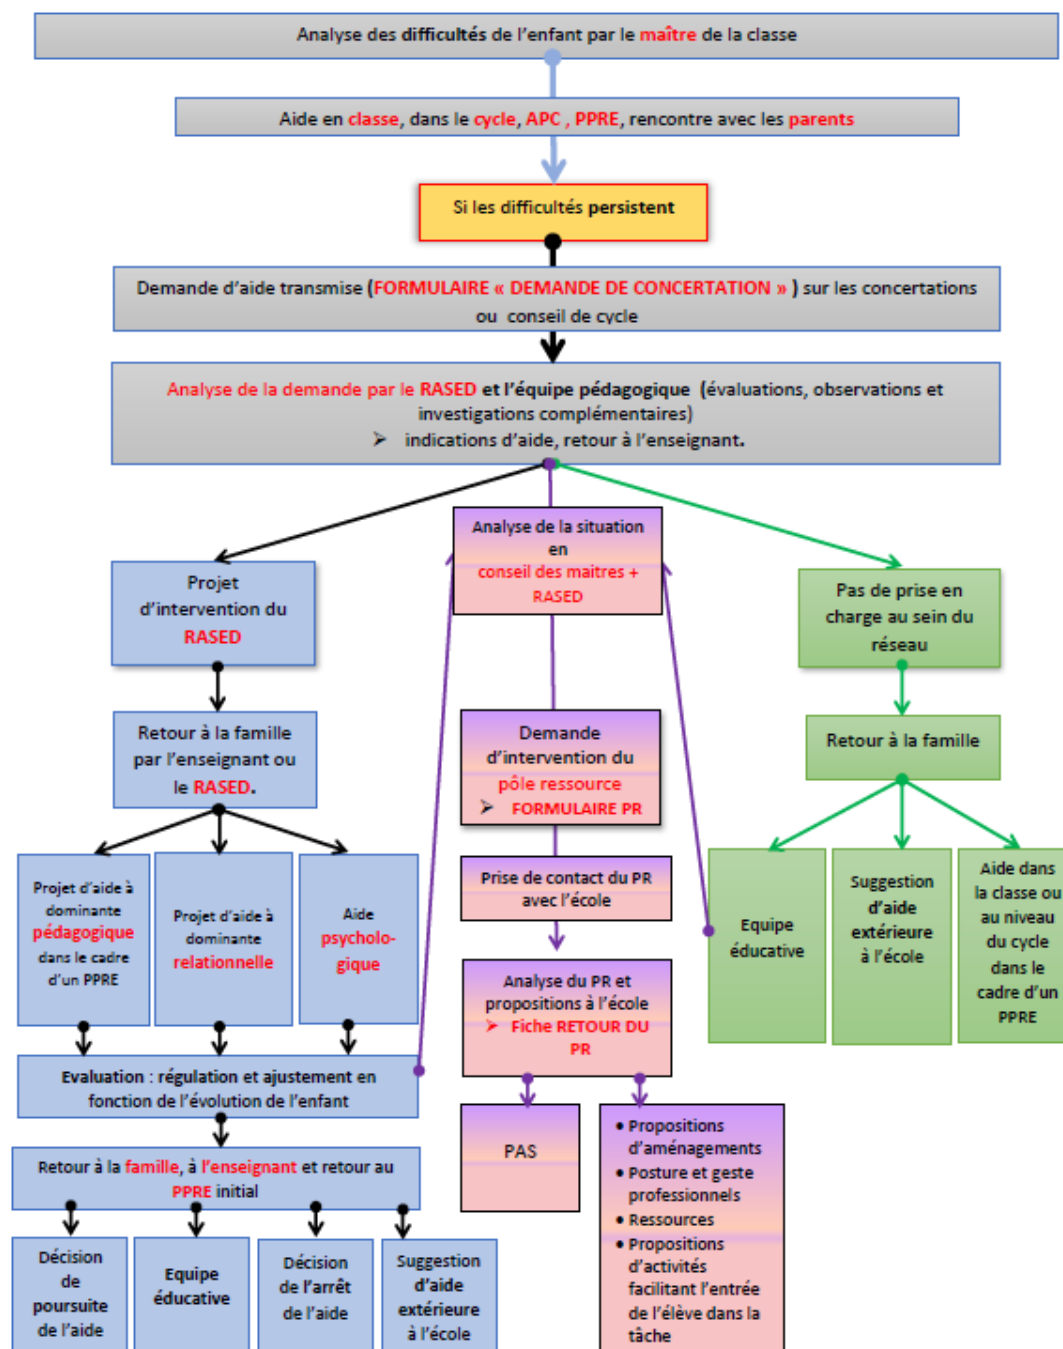 Analyse des difficultés de l'enfant par le maître de la classe
Aide en classe, dans le cycle, APC , PPRE, rencontre avec les parents
Si les difficultés persistent
Demande d'aide transmise (FORMULAIRE « DEMANDE DE CONCERTATION » ) sur les concertations
ou conseil de cycle
Analyse de la demande par le RASED et l'équipe pédagogique (évaluations, observations et
investigations complémentaires)
➢ indications d'aide, retour à l'enseignant.
Projet
d'intervention du
RASED
Retour à la famille
par l'enseignant ou
le RASED.
Projet d'aide à
dominante
pédagogique
dans le cadre
d'un PPRE
Projet d'aide à
dominante
relationnelle
Aide
psycholo-
gique
Evaluation : régulation et ajustement en
fonction de l'évolution de l'enfant
Retour à la famille, à l'enseignant et retour au
PPRE initial
Décision
de
poursuite
de l'aide
Equipe
éducative
Décision
de l'arrêt
de l'aide
Suggestion
d'aide
extérieure
à l'école
Analyse de la situation
en
conseil des maitres +
RASED
Demande
d'intervention du
pôle ressource
➢ FORMULAIRE PR
Prise de contact du PR
avec l'école
Analyse du PR et
propositions à l'école
➢ Fiche RETOUR DU
PR
PAS
• Propositions
d'aménagements
• Posture et geste
professionnels
• Ressources
• Propositions
d'activités
facilitant l'entrée
de l'élève dans la
tâche
Pas de prise en
charge au sein du
réseau
Retour à la famille
Equipe
éducative
Suggestion
d'aide
extérieure
à l'école
Aide dans
la classe ou
au niveau
du cycle
dans le
cadre d'un
PPRE